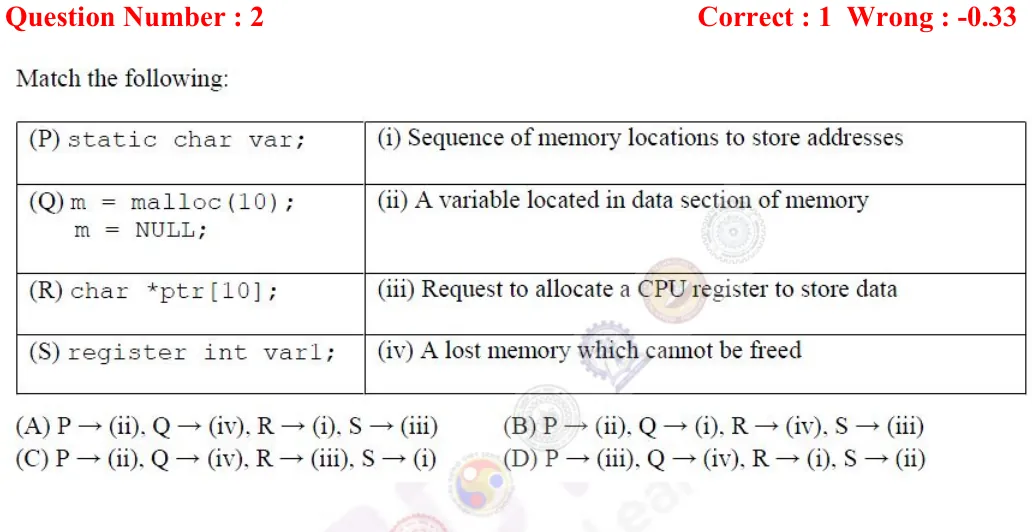 Question Number : 2 Correct : 1 Wrong : -0.33
Match the following:
(P) static char var; (i) Sequence of memory locations to store addresses
(Q) m = malloc(10); (ii) A variable located in data section of memory
m = NULL;
(R) char *ptr[10]; (iii) Request to allocate a CPU register to store data
(S) register int var1; (iv) A lost memory which cannot be freed
(A) P → (ii), Q → (iv), R → (i), S → (iii) (B) P → (ii), Q → (i), R → (iv), S → (iii)
(C) P → (ii), Q → (iv), R → (iii), S → (i) (D) P → (iii), Q → (iv), R → (i), S → (ii)